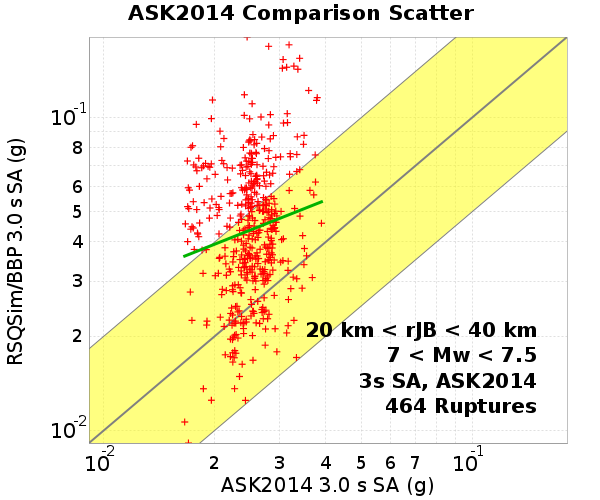 ASK2014 Comparison Scatter
RSQSim/BBP 3.0 s SA (g)
10-1
8
6
5
4
3
2
10-2
20 km < rJB < 40 km
7 < Mw < 7.5
3s SA, ASK2014
464 Ruptures
10-2 2 3 4 5 6 7 10-1
ASK2014 3.0 s SA (g)